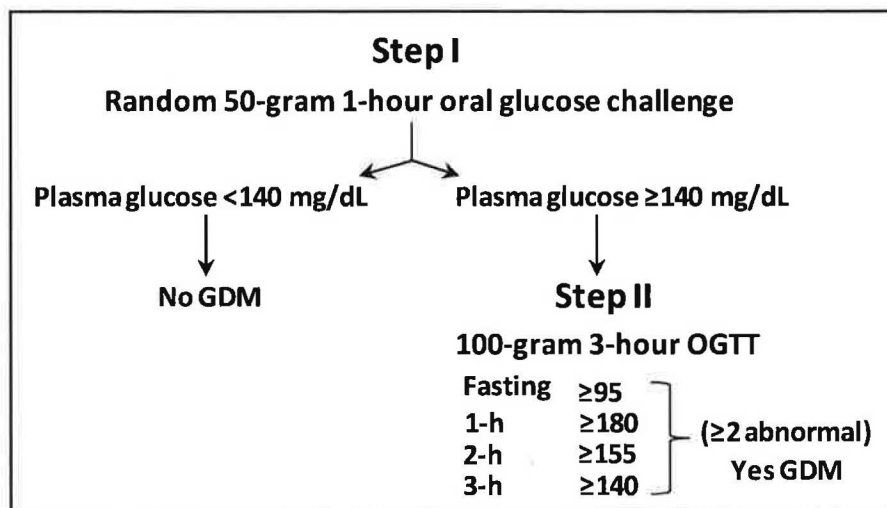 Step I
Random 50-gram 1-hour oral glucose challenge
Plasma glucose <140 mg/dL
Plasma glucose ≥140 mg/dL
No GDM
Step II
100-gram 3-hour OGTT
Fasting ≥95
1-h ≥180
2-h ≥155
3-h ≥140
(≥2 abnormal)
Yes GDM